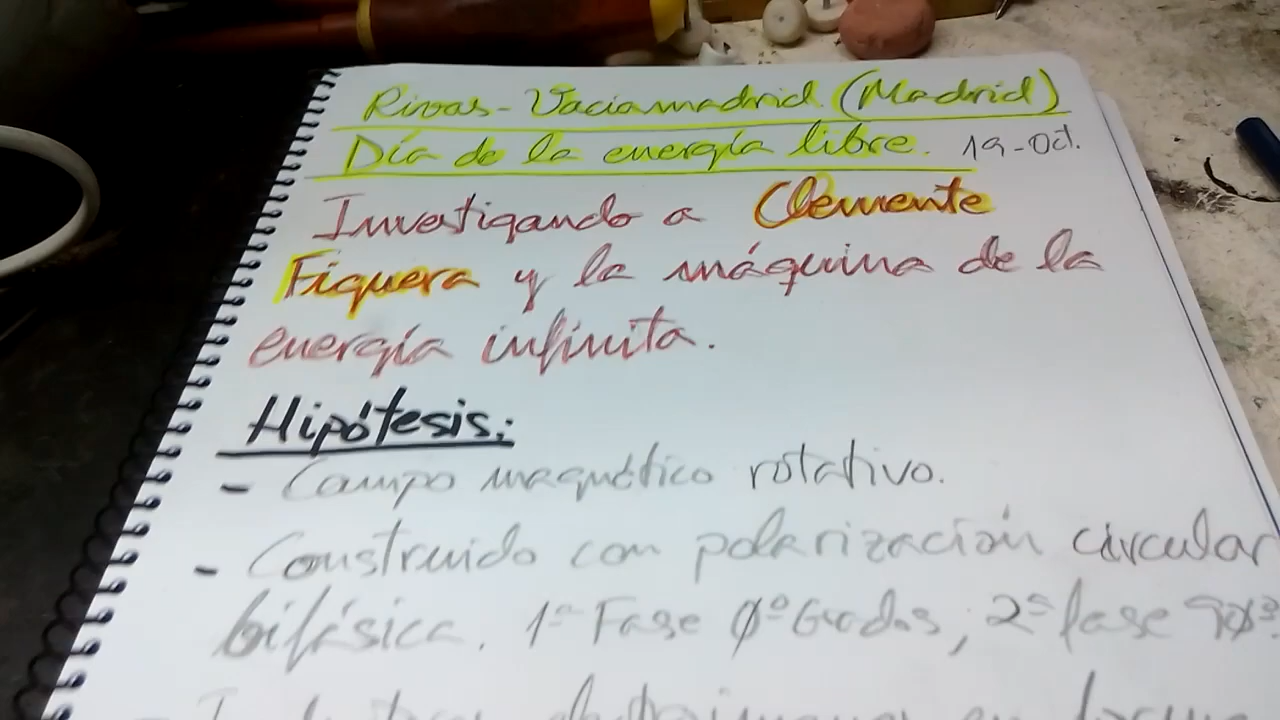 Rivas-Vaciamadrid (Madrid)
Día de la energía libre. 19-Oct.
Investigando a Clemente
Figuera y la máquina de la
energía infinita.
Hipótesis:
- Campo magnético rotativo.
- Construido con polarización circular
bifásica. 1ª Fase 0º Grados, 2ª fase 90º